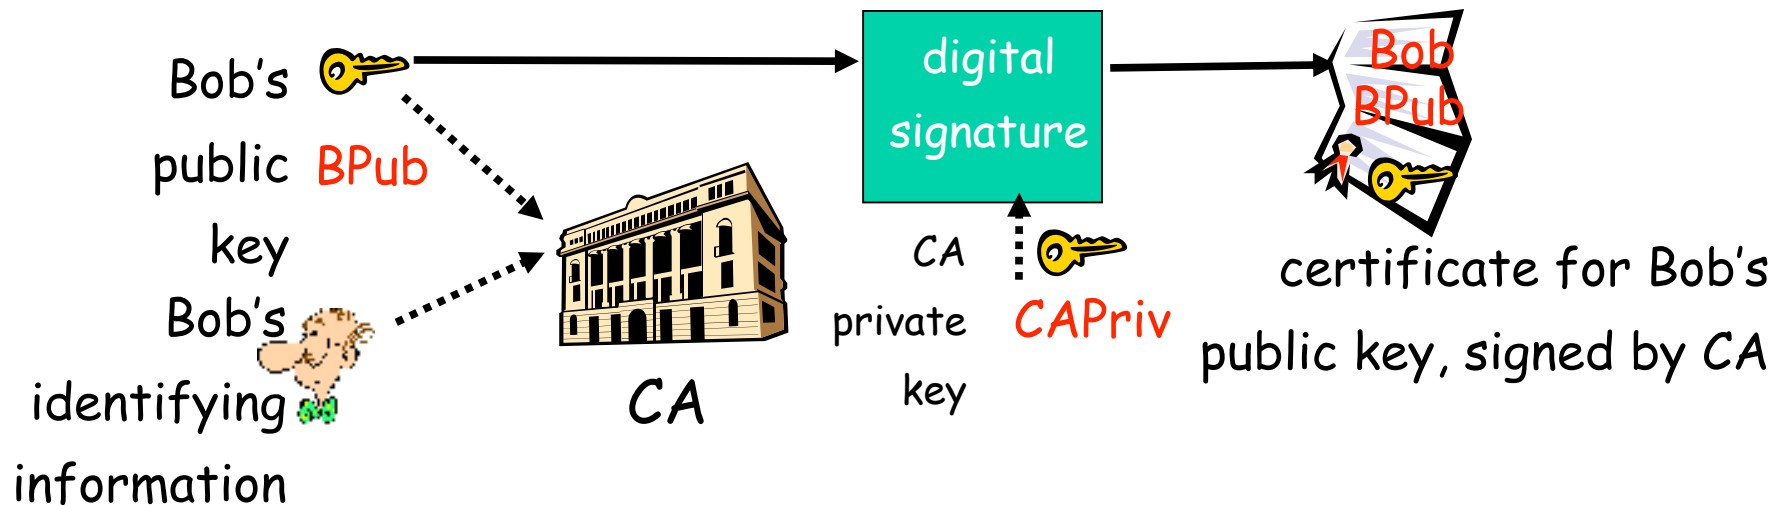 Bob's
public
key
BPub
Bob's
identifying
information
CA
digital
signature
CA
private
key
CAPriv
Bob
BPub
certificate for Bob's
public key, signed by CA